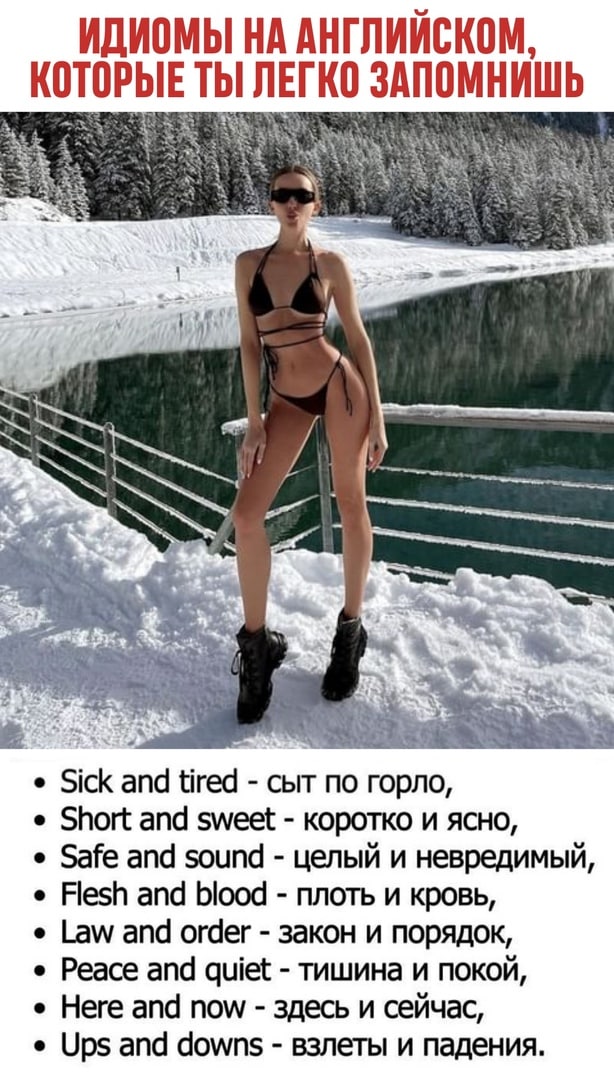 ИДИОМЫ НА АНГЛИЙСКОМ,
КОТОРЫЕ ТЫ ЛЕГКО ЗАПОМНИШЬ
• Sick and tired - сыт по горло,
• Short and sweet - коротко и ясно,
• Safe and sound - целый и невредимый,
• Flesh and blood - плоть и кровь,
• Law and order - закон и порядок,
• Peace and quiet - тишина и покой,
• Here and now - здесь и сейчас,
• Ups and downs - взлеты и падения.